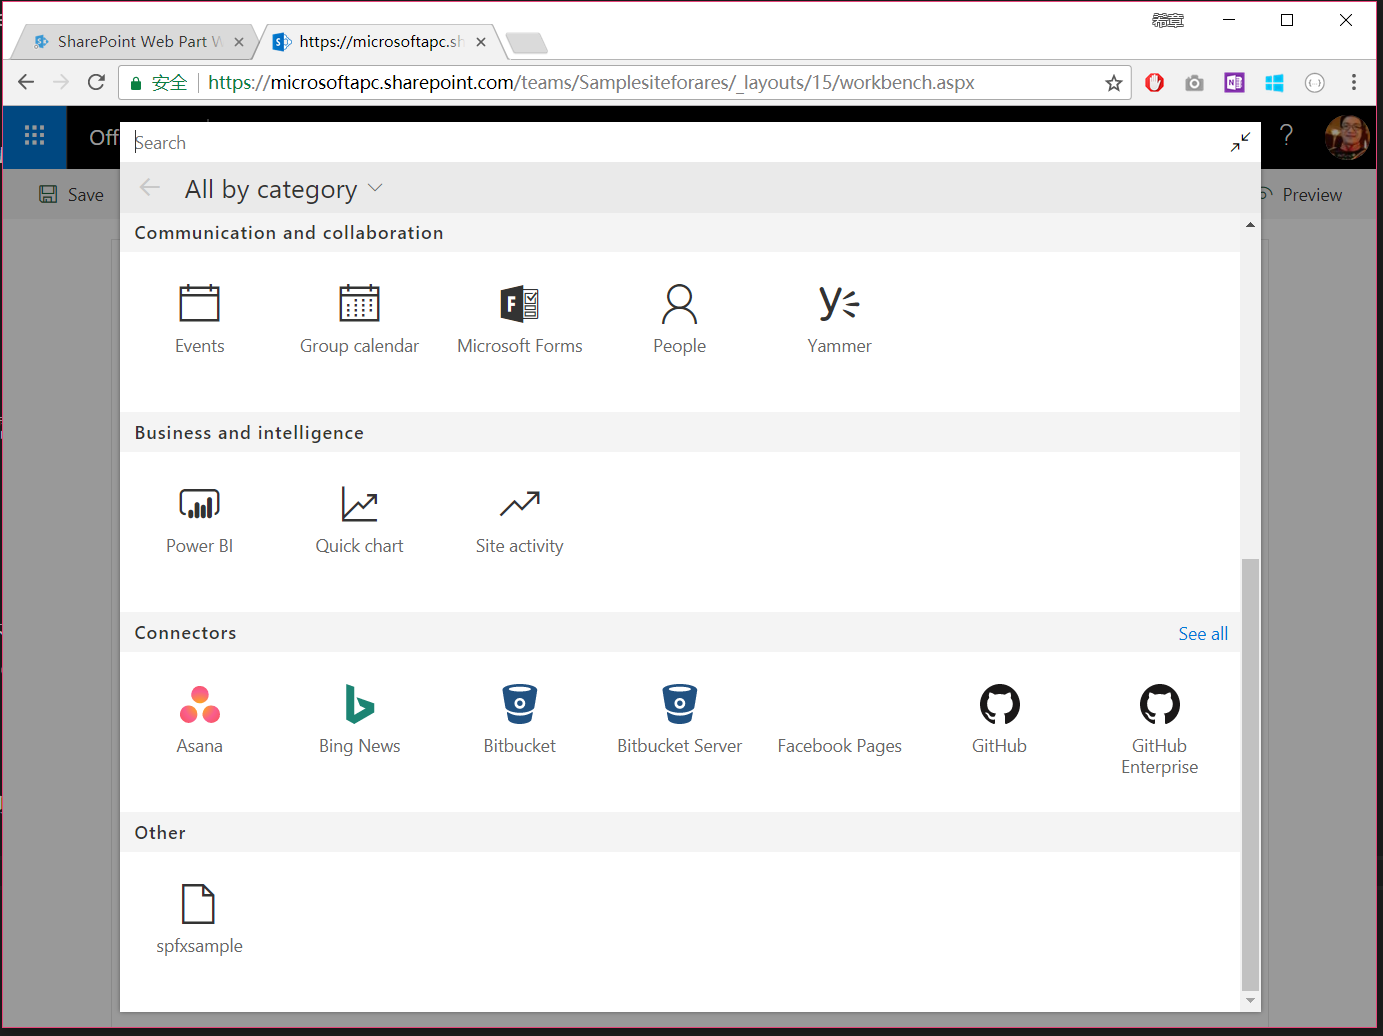 希章
SharePoint Web Part W
https://microsoftapc.sh
安全
https://microsoftapc.sharepoint.com/teams/Samplesiteforares/_layouts/15/workbench.aspx
Off
Search
?
Save
All by category
Preview
Communication and collaboration
Events
Group calendar
Microsoft Forms
People
Yammer
Business and intelligence
Power BI
Quick chart
Site activity
Connectors
See all
Asana
Bing News
Bitbucket
Bitbucket Server
Facebook Pages
GitHub
GitHub
Enterprise
Other
spfxsample